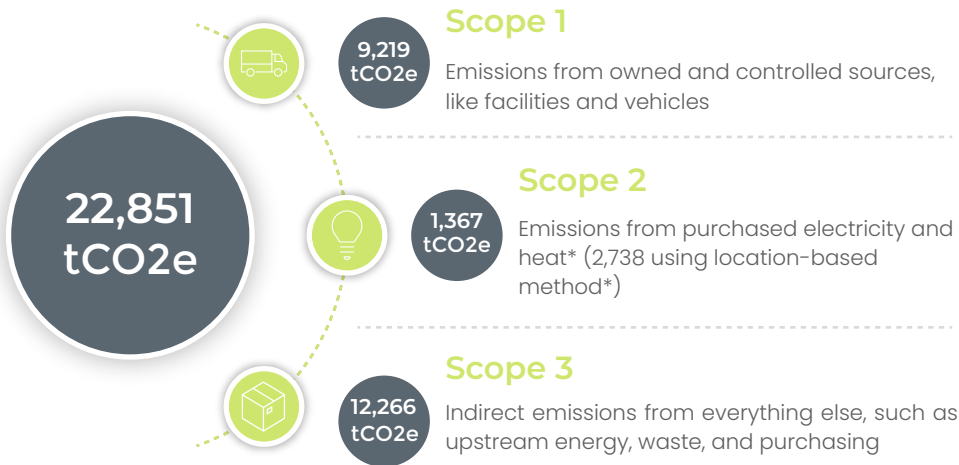 22,851
tCO2e
9,219
tCO2e
Scope 1
Emissions from owned and controlled sources,
like facilities and vehicles
1,367
tCO2e
Scope 2
Emissions from purchased electricity and
heat* (2,738 using location-based
method*)
12,266
tCO2e
Scope 3
Indirect emissions from everything else, such as
upstream energy, waste, and purchasing